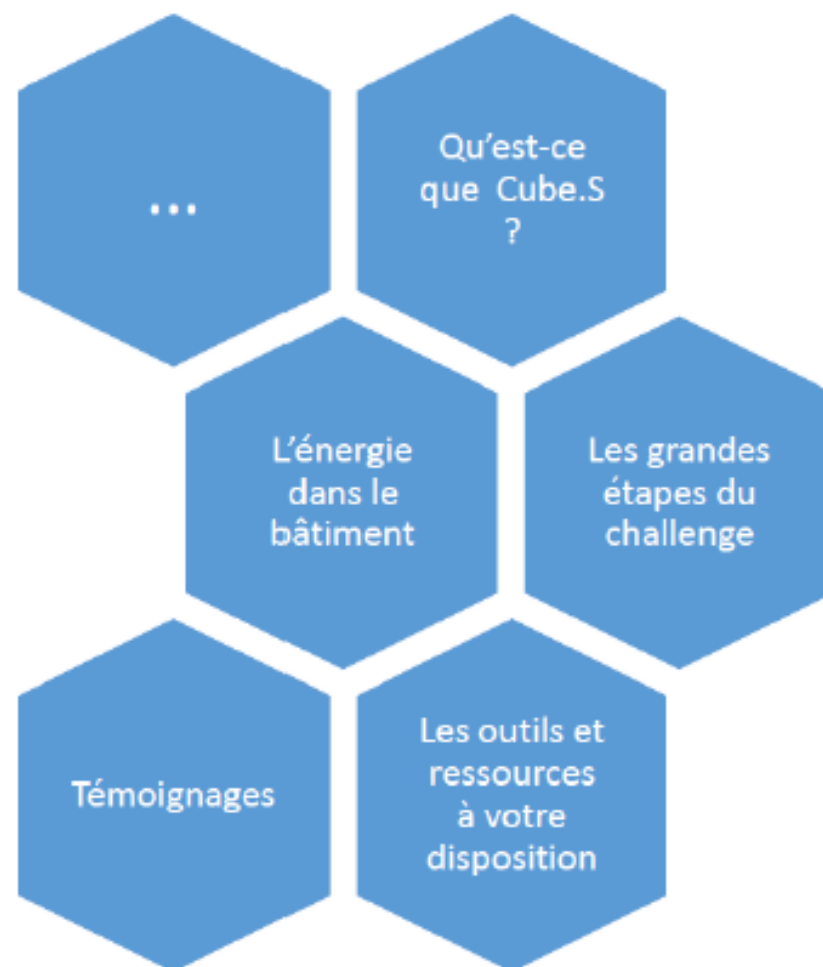 ...
Qu'est-ce
que Cube.S
?
L'énergie
dans le
bâtiment
Les grandes
étapes du
challenge
Témoignages
Les outils et
ressources
à votre
disposition